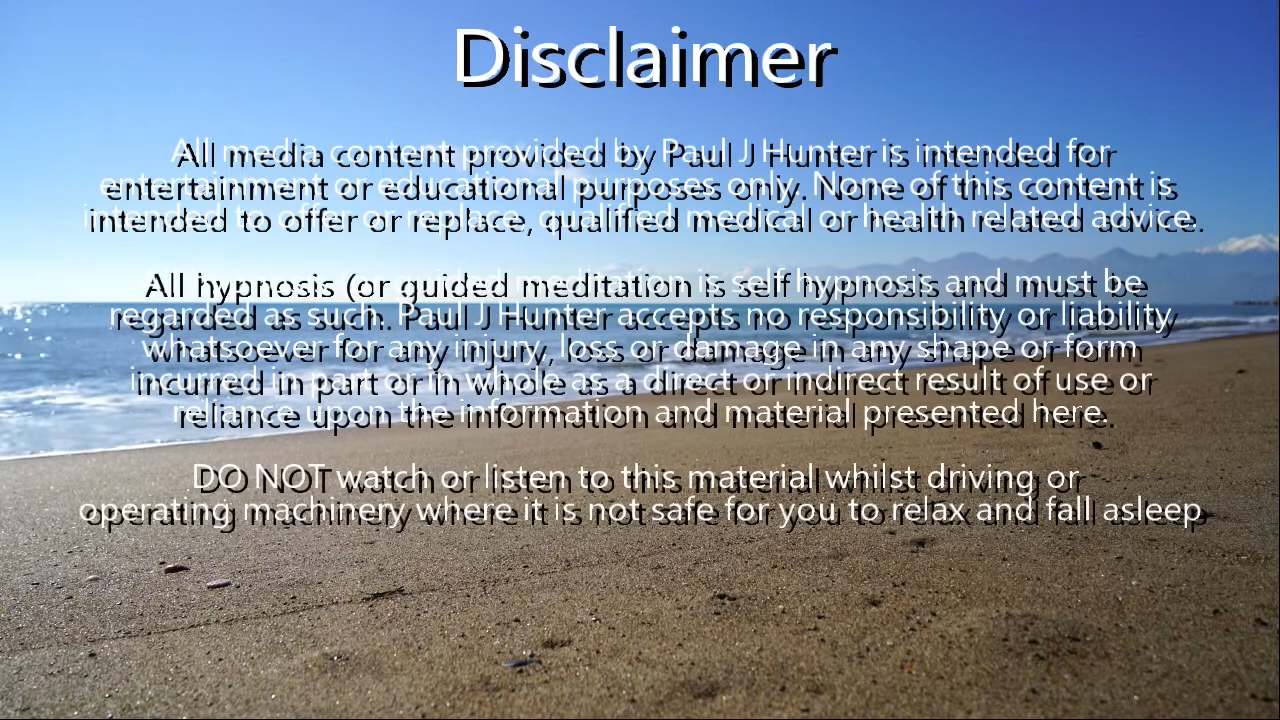 Disclaimer
All media content provided by Paul J Hunter is intended for
entertainment or educational purposes only. None of this content is
intended to offer or replace, qualified medical or health related advice.
All hypnosis (or guided meditation is self hypnosis and must be
regarded as such. Paul J Hunter accepts no responsibility or liability
whatsoever for any injury, loss or damage in any shape or form
incurred in part or in whole as a direct or indirect result of use or
reliance upon the information and material presented here.
DO NOT watch or listen to this material whilst driving or
operating machinery where it is not safe for you to relax and fall asleep